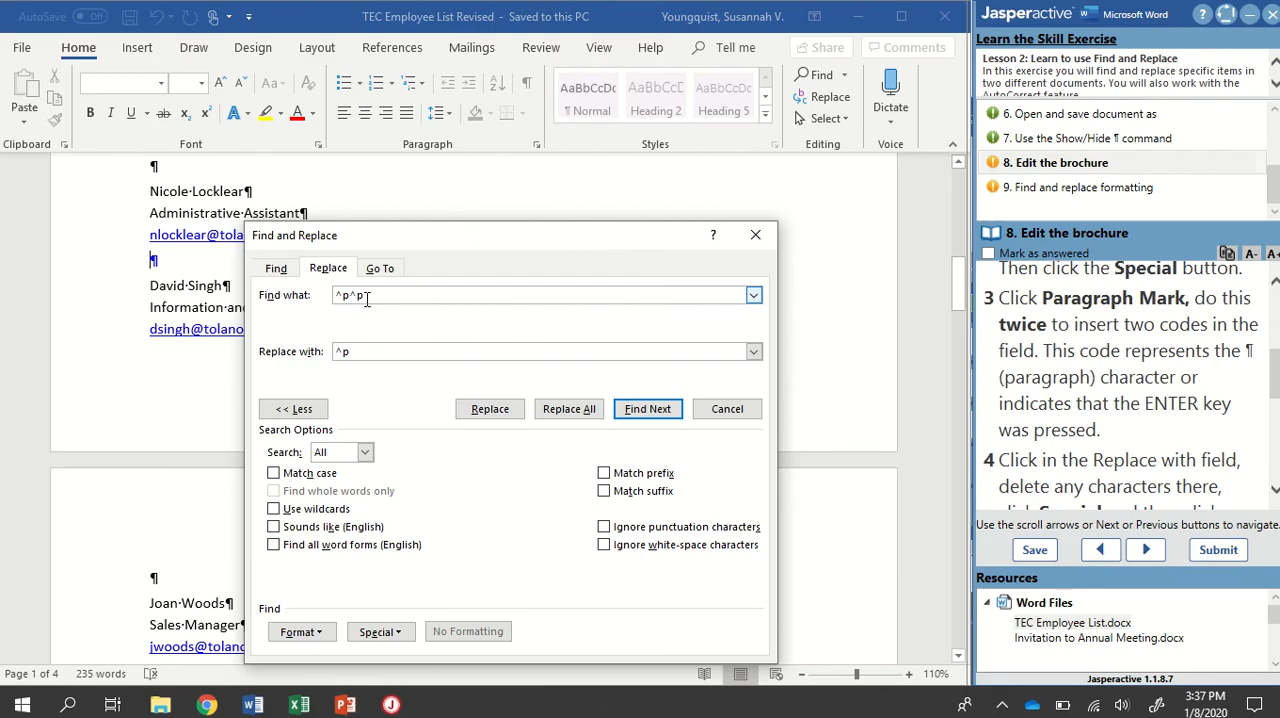 AutoSave Off TEC Employee List Revised - Saved to this PC Youngquist, Susannah V.
File Home Insert Draw Design Layout References Mailings Review View Help Tell me Share Comments
Paste
B I U ab x₂ x² A A
Aa A A
AaBbCcDc AaBbCcDc AaBbCcDc
¶ Normal Heading 2 Heading 5
Find
Replace
Select
Dictate
Clipboard Font Paragraph Styles Editing Voice
¶
Nicole·Locklear¶
Administrative·Assistant¶
nlocklear@tolano
¶
David·Singh¶
Information·and
dsingh@tolano
¶
Joan·Woods¶
Sales·Manager¶
jwoods@tolano
Find and Replace ?
Find Replace Go To
Find what: ^p^p
Replace with: ^p
<< Less Replace Replace All Find Next Cancel
Search Options
Search: All
Match case Match prefix
Find whole words only Match suffix
Use wildcards
Sounds like (English) Ignore punctuation characters
Find all word forms (English) Ignore white-space characters
Find
Format Special No Formatting
Page 1 of 4 235 words 110%
Jasperactive Microsoft Word ?
Learn the Skill Exercise
Lesson 2: Learn to use Find and Replace
In this exercise you will find and replace specific items in
two different documents. You will also work with the
AutoCorrect feature.
6. Open and save document as
7. Use the Show/Hide ¶ command
8. Edit the brochure
9. Find and replace formatting
8. Edit the brochure
Mark as answered A- A+
Then click the Special button.
3 Click Paragraph Mark, do this
twice to insert two codes in the
field. This code represents the ¶
(paragraph) character or
indicates that the ENTER key
was pressed.
4 Click in the Replace with field,
delete any characters there,
Use the scroll arrows or Next or Previous buttons to navigate.
Save Submit
Resources
Word Files
TEC Employee List.docx
Invitation to Annual Meeting.docx
Jasperactive 1.1.8.7
3:37 PM
1/8/2020